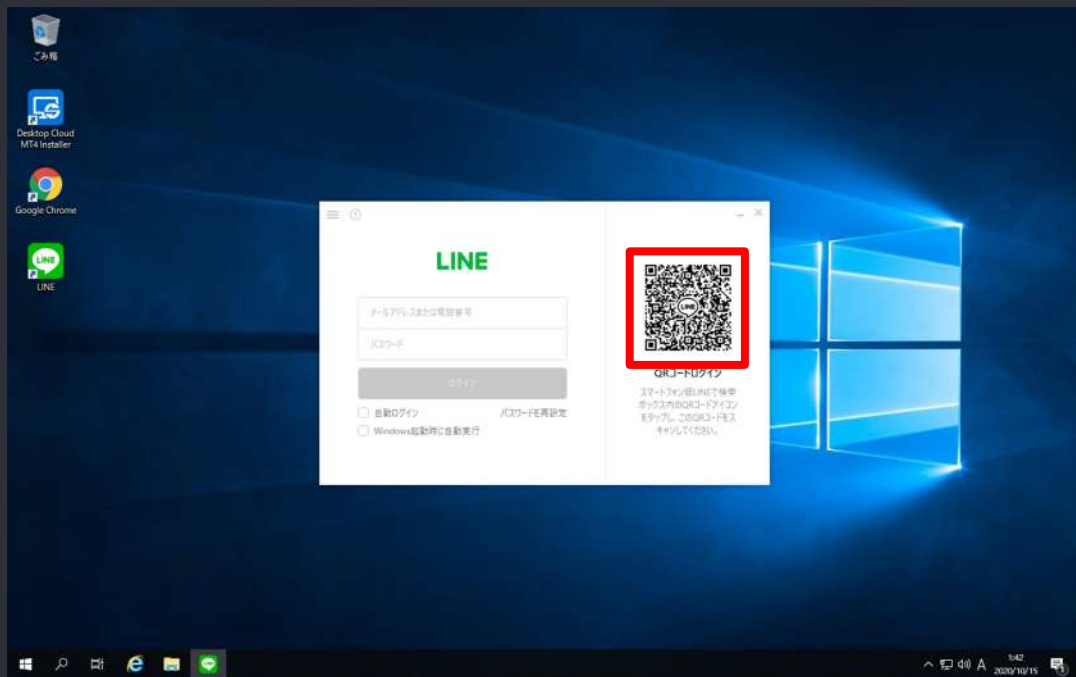 ごみ箱
Desktop Cloud
MT4 Installer
Google Chrome
LINE
LINE
LINE
メールアドレスまたは電話番号
パスワード
ログイン
自動ログイン
パスワードを再設定
Windows起動時に自動実行
LINE
QRコードログイン
スマートフォン版LINEで検索
ボックス内のQRコードアイコン
をタップし、このQRコードをス
キャンしてください。
A
1:42
2020/10/15
1